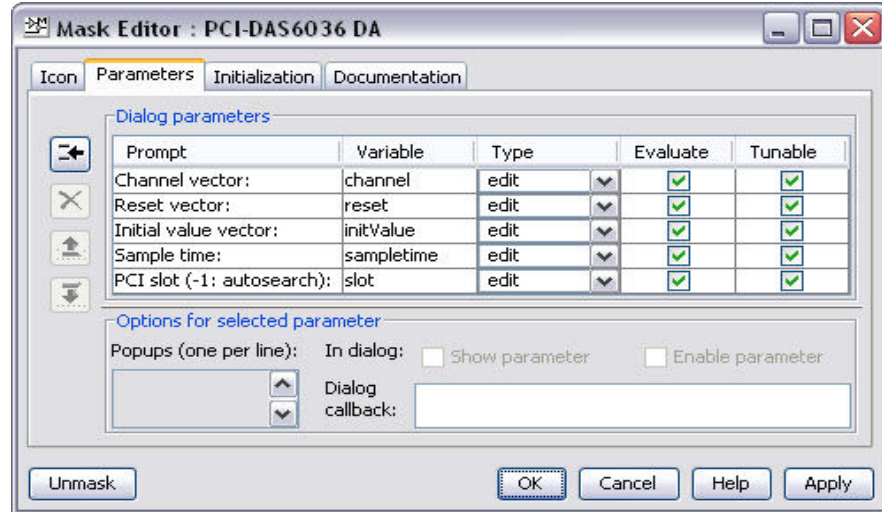 Mask Editor : PCI-DAS6036 DA
Icon Parameters Initialization Documentation
Dialog parameters
Prompt Variable Type Evaluate Tunable
Channel vector: channel edit
Reset vector: reset edit
Initial value vector: initValue edit
Sample time: sampletime edit
PCI slot (-1: autosearch): slot edit
Options for selected parameter
Popups (one per line): In dialog: Show parameter Enable parameter
Dialog
callback:
Unmask OK Cancel Help Apply